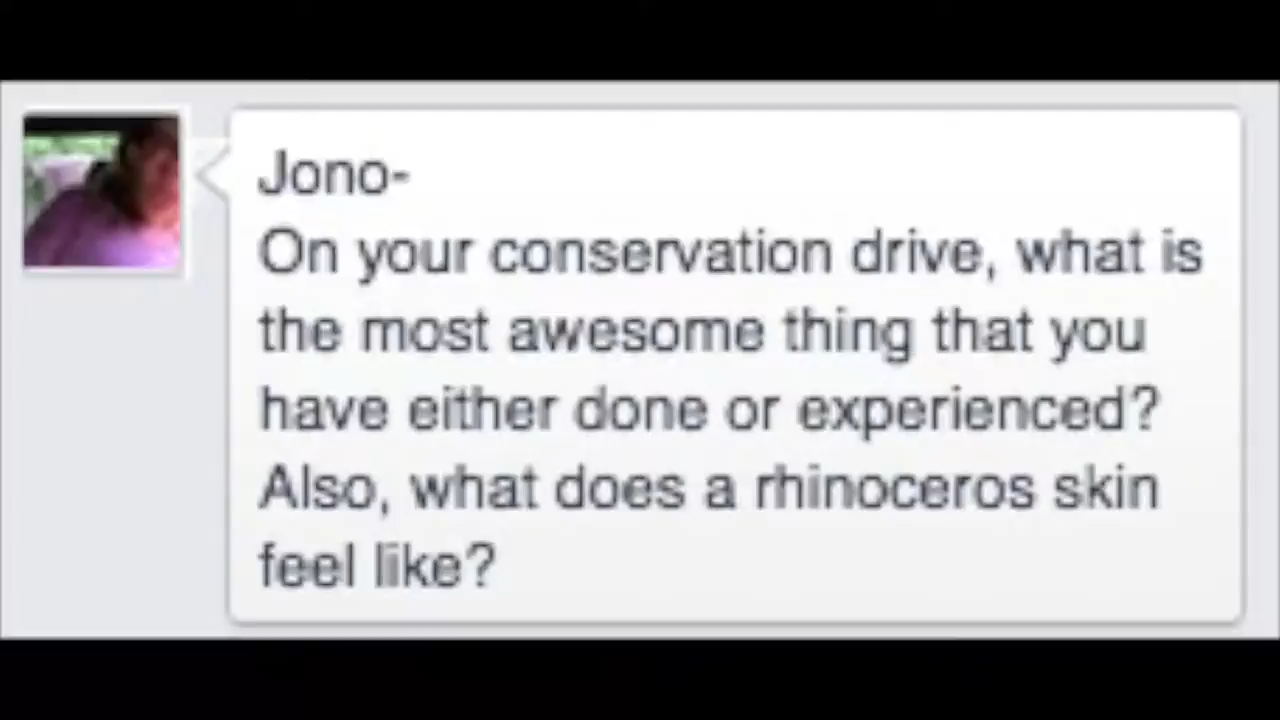 Jono-
On your conservation drive, what is
the most awesome thing that you
have either done or experienced?
Also, what does a rhinoceros skin
feel like?